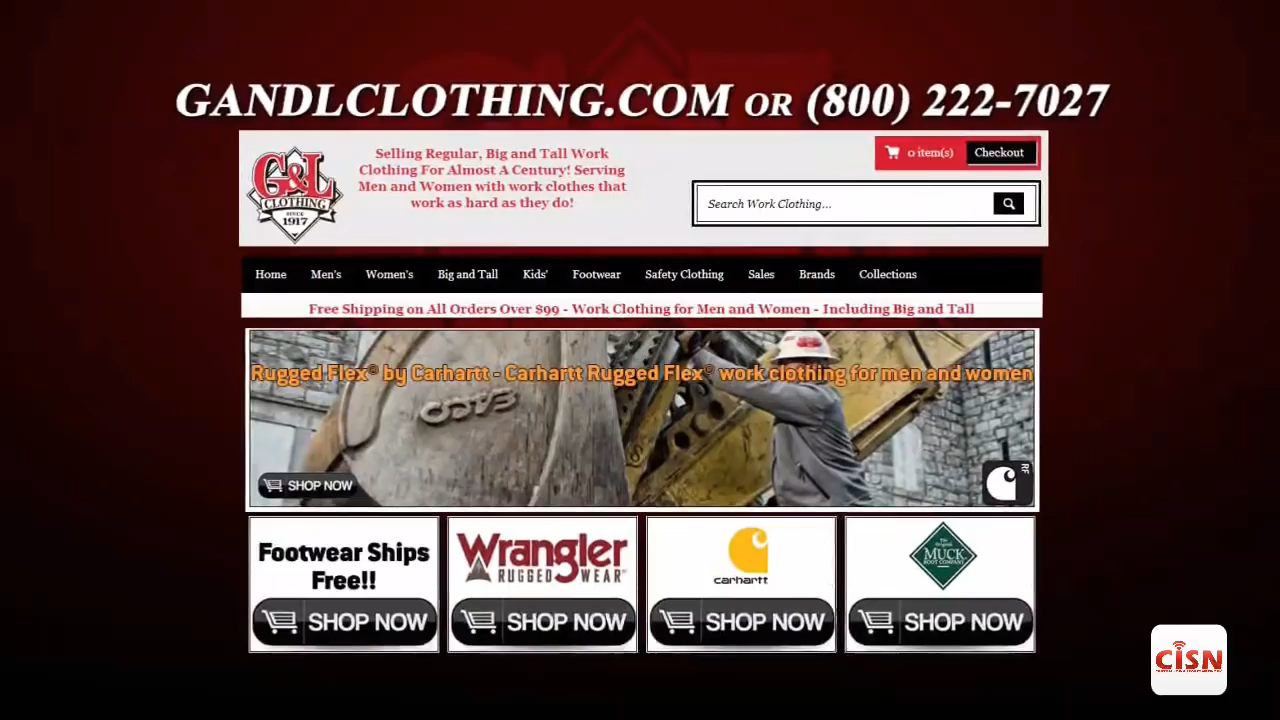 GANDLCLOTHING.COM OR (800) 222-7027
G&L
CLOTHING
SINCE
1917
Selling Regular, Big and Tall Work
Clothing For Almost A Century! Serving
Men and Women with work clothes that
work as hard as they do!
0 item(s) Checkout
Search Work Clothing...
Home Men's Women's Big and Tall Kids' Footwear Safety Clothing Sales Brands Collections
Free Shipping on All Orders Over $99 - Work Clothing for Men and Women - Including Big and Tall
Rugged Flex® by Carhartt - Carhartt Rugged Flex® work clothing for men and women
SHOP NOW
RF
Footwear Ships
Free!!
SHOP NOW
Wrangler
RUGGED WEAR
SHOP NOW
carhartt
SHOP NOW
The Original
MUCK
BOOT COMPANY
SHOP NOW
CISN